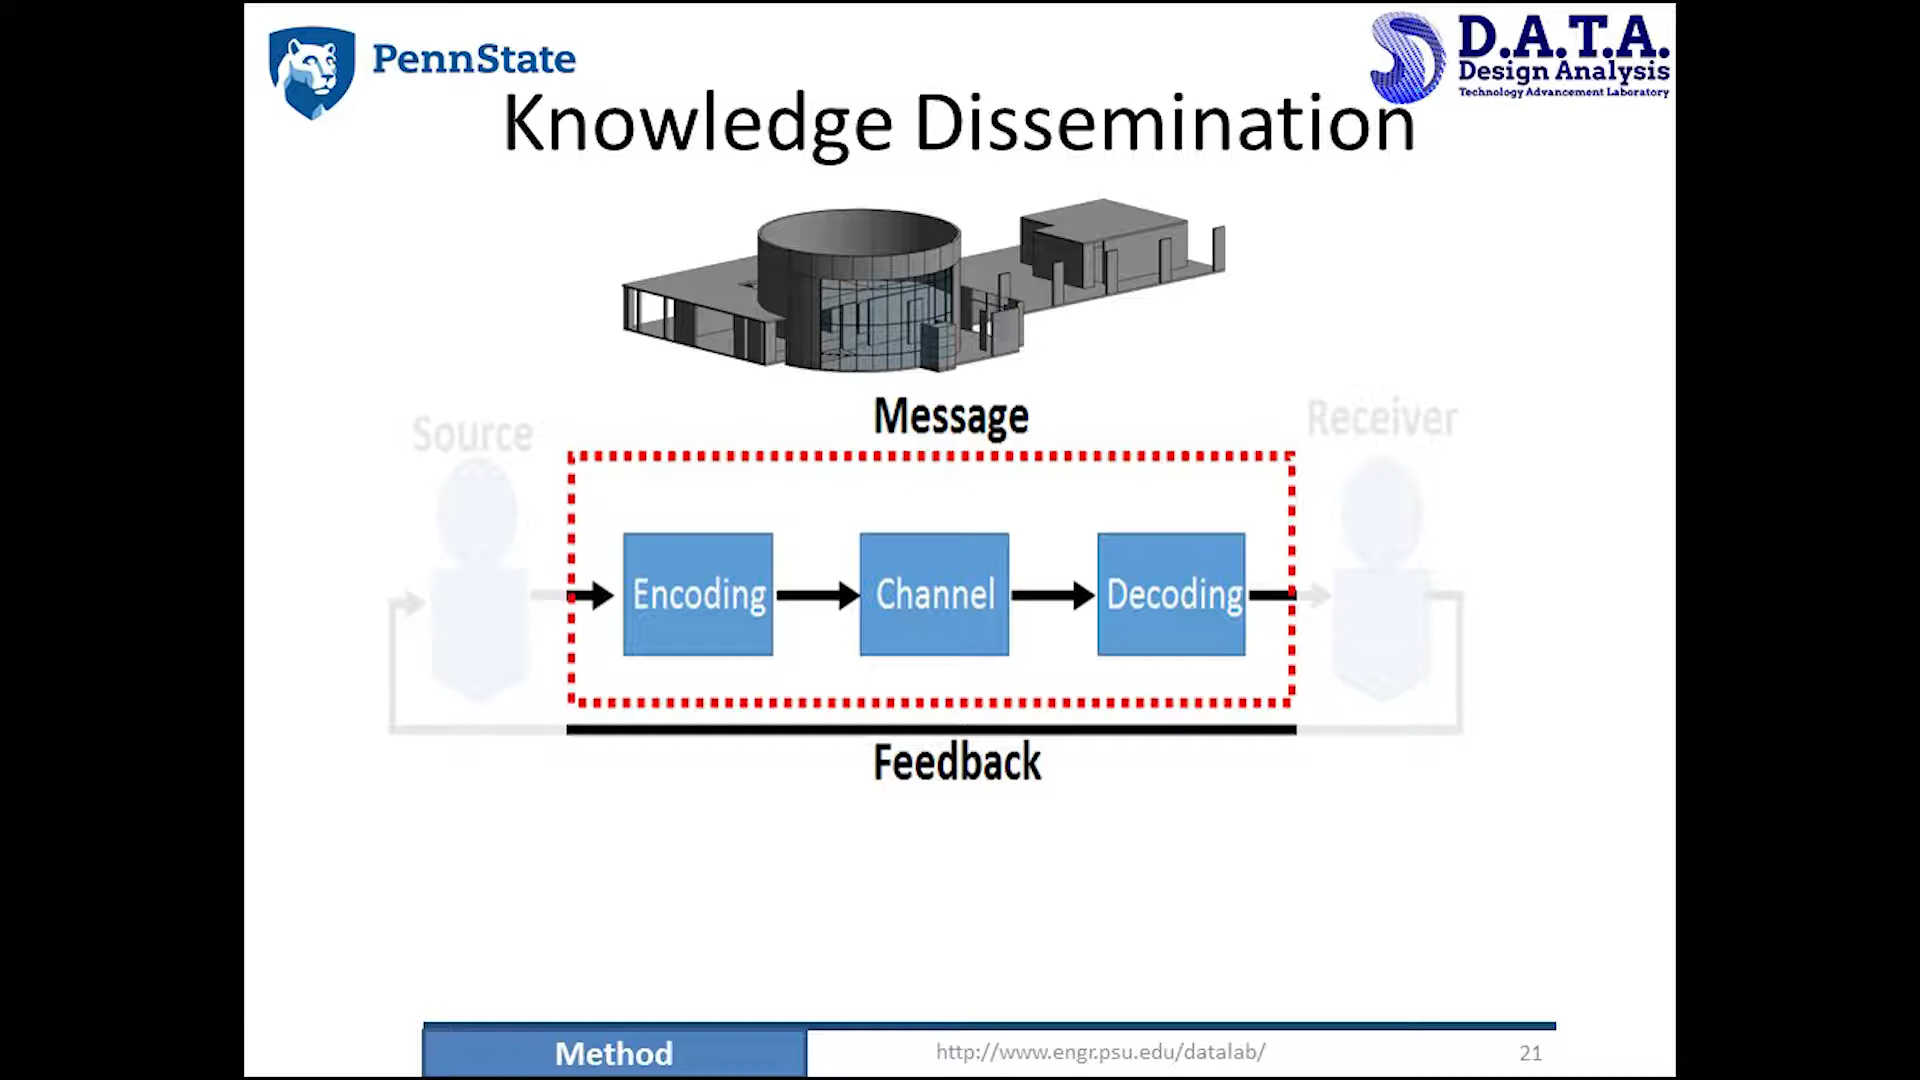 PennState
D.A.T.A.
Design Analysis
Technology Advancement Laboratory
Knowledge Dissemination
Message
Source
Receiver
Encoding
Channel
Decoding
Feedback
Method
http://www.engr.psu.edu/datalab/
21